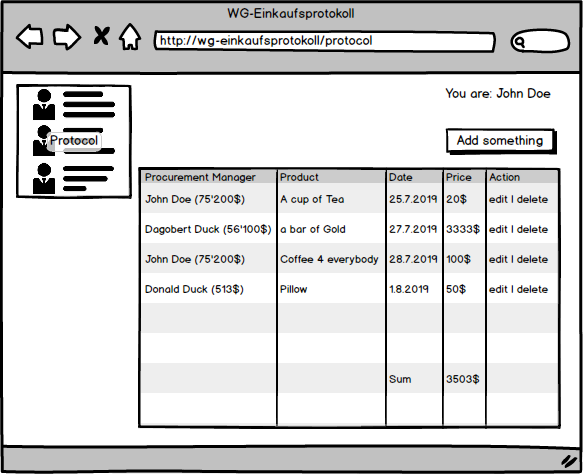 WG-Einkaufsprotokoll
http://wg-einkaufsprotokoll/protocol
You are: John Doe
Protocol
Add something
Procurement Manager Product Date Price Action
John Doe (75'200$) A cup of Tea 25.7.2019 20$ edit | delete
Dagobert Duck (56'100$) a bar of Gold 27.7.2019 3333$ edit | delete
John Doe (75'200$) Coffee 4 everybody 28.7.2019 100$ edit | delete
Donald Duck (513$) Pillow 1.8.2019 50$ edit | delete
Sum 3503$